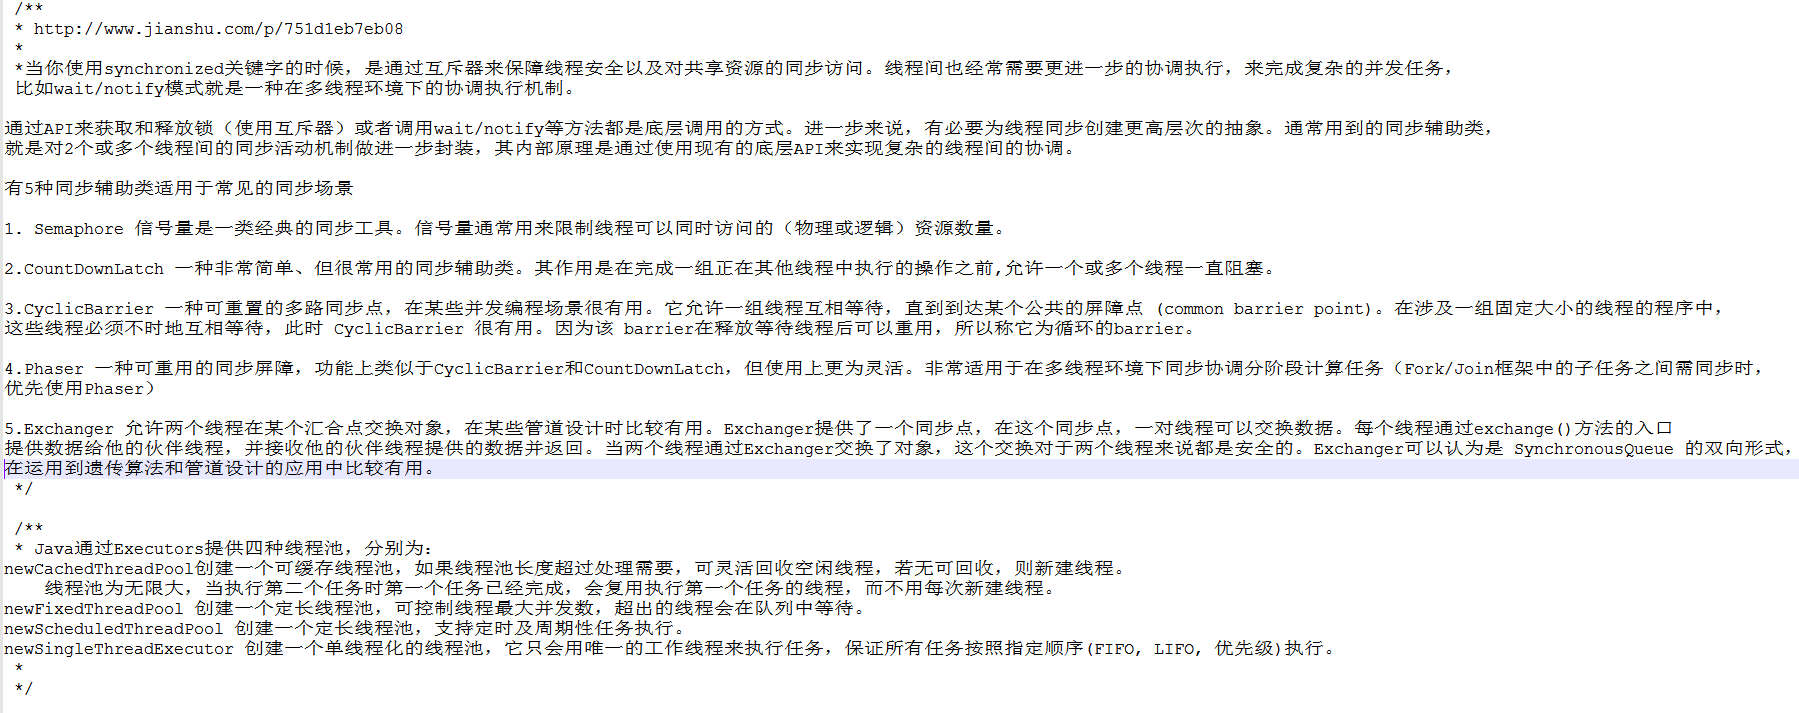 /**
* http://www.jianshu.com/p/751d1eb7eb08
*
*当你使用synchronized关键字的时候，是通过互斥器来保障线程安全以及对共享资源的同步访问。线程间也经常需要更进一步的协调执行，来完成复杂的并发任务，
比如wait/notify模式就是一种在多线程环境下的协调执行机制。
通过API来获取和释放锁（使用互斥器）或者调用wait/notify等方法都是底层调用的方式。进一步来说，有必要为线程同步创建更高层次的抽象。通常用到的同步辅助类，
就是对2个或多个线程间的同步活动机制做进一步封装，其内部原理是通过使用现有的底层API来实现复杂的线程间的协调。
有5种同步辅助类适用于常见的同步场景
1. Semaphore 信号量是一类经典的同步工具。信号量通常用来限制线程可以同时访问的（物理或逻辑）资源数量。
2.CountDownLatch 一种非常简单、但很常用的同步辅助类。其作用是在完成一组正在其他线程中执行的操作之前,允许一个或多个线程一直阻塞。
3.CyclicBarrier 一种可重置的多路同步点，在某些并发编程场景很有用。它允许一组线程互相等待，直到到达某个公共的屏障点 (common barrier point)。在涉及一组固定大小的线程的程序中，
这些线程必须不时地互相等待，此时 CyclicBarrier 很有用。因为该 barrier在释放等待线程后可以重用，所以称它为循环的barrier。
4.Phaser 一种可重用的同步屏障，功能上类似于CyclicBarrier和CountDownLatch，但使用上更为灵活。非常适用于在多线程环境下同步协调分阶段计算任务（Fork/Join框架中的子任务之间需同步时，
优先使用Phaser）
5.Exchanger 允许两个线程在某个汇合点交换对象，在某些管道设计时比较有用。Exchanger提供了一个同步点，在这个同步点，一对线程可以交换数据。每个线程通过exchange()方法的入口
提供数据给他的伙伴线程，并接收他的伙伴线程提供的数据并返回。当两个线程通过Exchanger交换了对象，这个交换对于两个线程来说都是安全的。Exchanger可以认为是 SynchronousQueue 的双向形式，
在运用到遗传算法和管道设计的应用中比较有用。
*/
/**
* Java通过Executors提供四种线程池，分别为：
newCachedThreadPool创建一个可缓存线程池，如果线程池长度超过处理需要，可灵活回收空闲线程，若无可回收，则新建线程。
线程池为无限大，当执行第二个任务时第一个任务已经完成，会复用执行第一个任务的线程，而不用每次新建线程。
newFixedThreadPool 创建一个定长线程池，可控制线程最大并发数，超出的线程会在队列中等待。
newScheduledThreadPool 创建一个定长线程池，支持定时及周期性任务执行。
newSingleThreadExecutor 创建一个单线程化的线程池，它只会用唯一的工作线程来执行任务，保证所有任务按照指定顺序(FIFO, LIFO, 优先级)执行。
*
*/